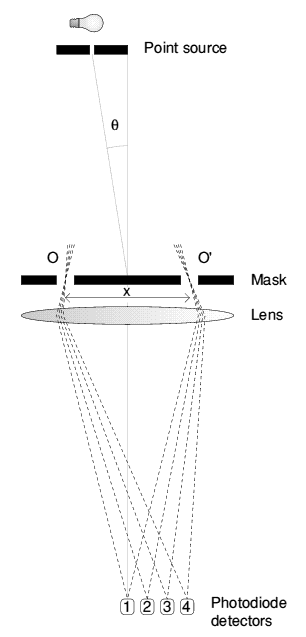 Point source
θ
O O'
Mask
x
Lens
1 2 3 4
Photodiode
detectors